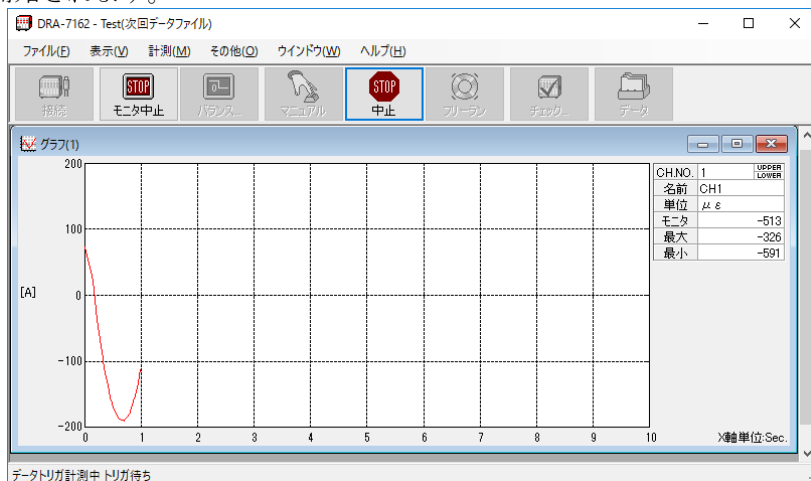 DRA-7162 - Test(次回データファイル)
ファイル(F) 表示(V) 計測(M) その他(O) ウインドウ(W) ヘルプ(H)
STOP STOP
接続 モニタ中止 バランス... マニュアル 中止 フリーラン チェック... データ
グラフ(1)
CH.NO. 1 UPPER LOWER
名前 CH1
単位 με
モニタ -513
最大 -326
最小 -591
200
100
[A] 0
-100
-200
0 1 2 3 4 5 6 7 8 9 10 X軸単位:Sec.
データトリガ計測中 トリガ待ち